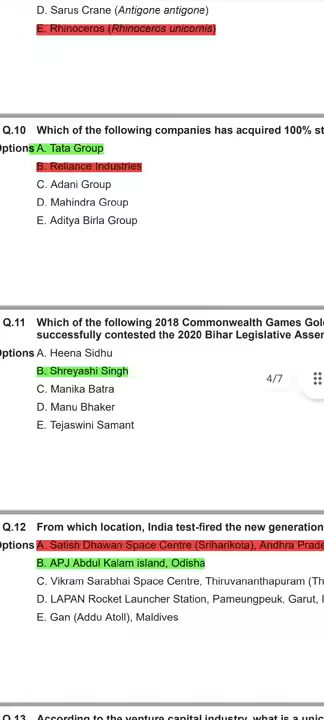 D. Sarus Crane (Antigone antigone)
E. Rhinoceros (Rhinoceros unicornis)
Q.10 Which of the following companies has acquired 100% st
Options A. Tata Group
B. Reliance Industries
C. Adani Group
D. Mahindra Group
E. Aditya Birla Group
Q.11 Which of the following 2018 Commonwealth Games Gol
successfully contested the 2020 Bihar Legislative Asse
ptions A. Heena Sidhu
B. Shreyashi Singh
C. Manika Batra
4/7
D. Manu Bhaker
E. Tejaswini Samant
Q.12 From which location, India test-fired the new generation
ptions A. Satish Dhawan Space Centre (Sriharikota), Andhra Prade
B. APJ Abdul Kalam island, Odisha
C. Vikram Sarabhai Space Centre, Thiruvananthapuram (Th
D. LAPAN Rocket Launcher Station, Pameungpeuk, Garut,
E. Gan (Addu Atoll), Maldives
Q.13 According to the venture capital industry, what is a unic